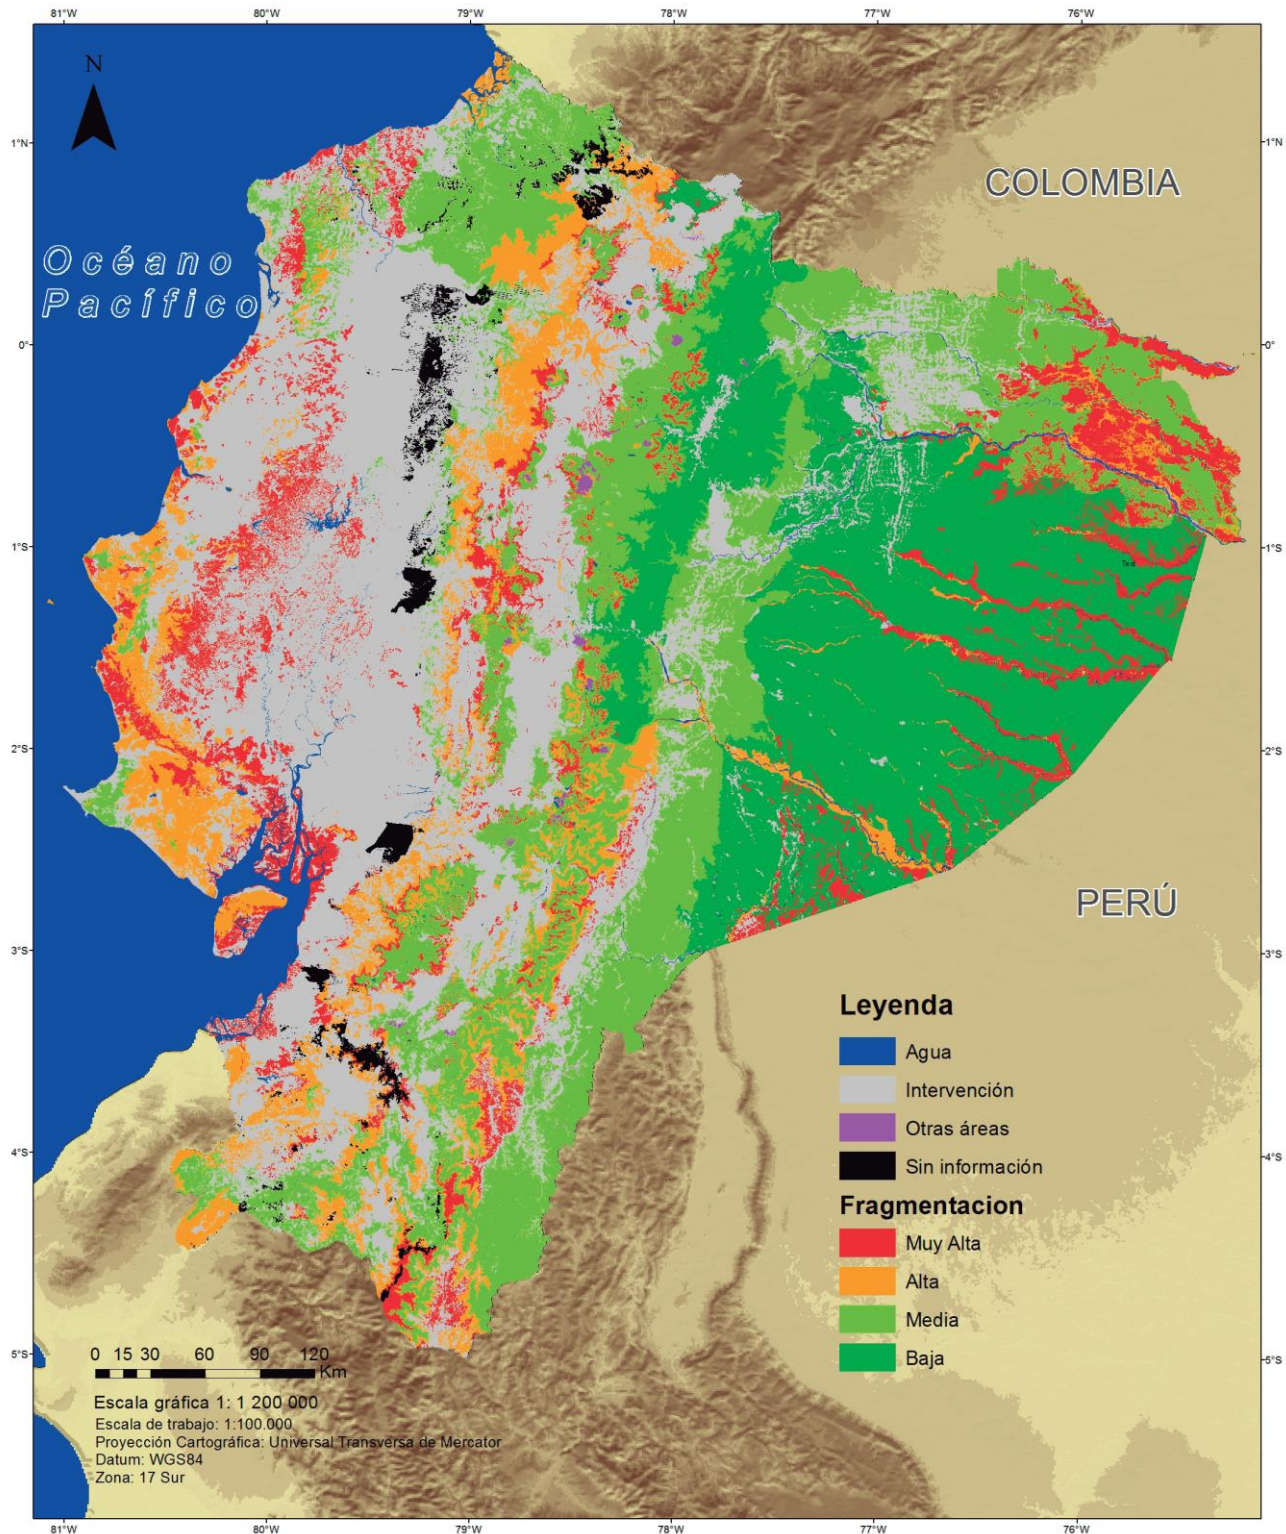 81°W 80°W 79°W 78°W 77°W 76°W
N
1°N 1°N
COLOMBIA
Océano
Pacífico
0° 0°
1°S 1°S
Text
2°S 2°S
PERÚ
3°S 3°S
Leyenda
Agua
Intervención
Otras áreas
Sin información
Fragmentacion
Muy Alta
Alta
Media
Baja
4°S 4°S
5°S 5°S
0 15 30 60 90 120
Km
Escala gráfica 1: 1 200 000
Escala de trabajo: 1:100.000
Proyección Cartográfica: Universal Transversa de Mercator
Datum: WGS84
Zona: 17 Sur
81°W 80°W 79°W 78°W 77°W 76°W